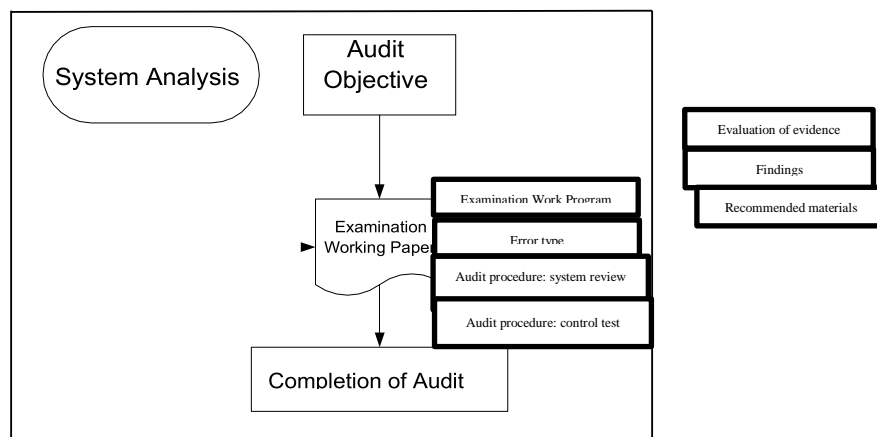 System Analysis
Audit
Objective
Examination
Working Paper
Examination Work Program
Error type
Audit procedure: system review
Audit procedure: control test
Completion of Audit
Evaluation of evidence
Findings
Recommended materials